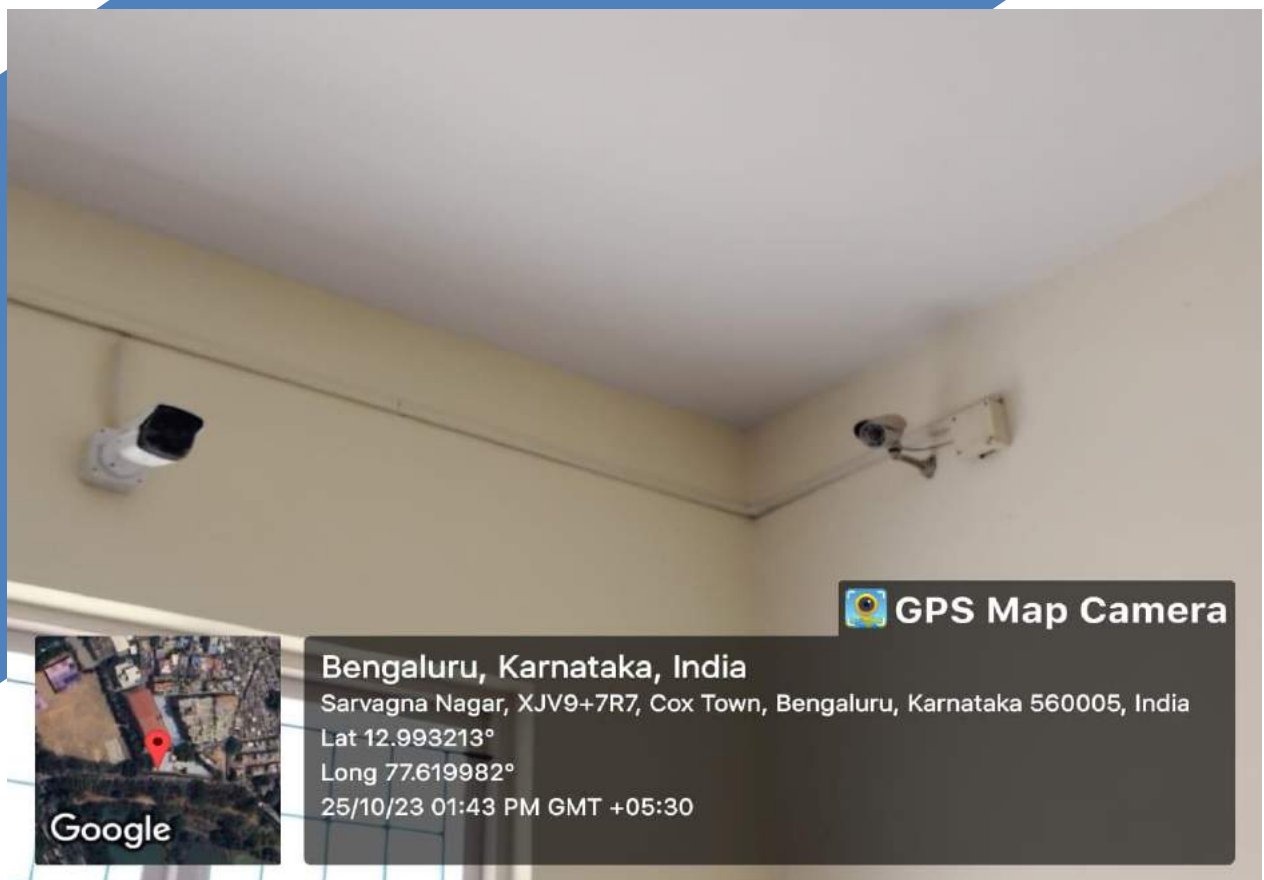 GPS Map Camera
Bengaluru, Karnataka, India
Sarvagna Nagar, XJV9+7R7, Cox Town, Bengaluru, Karnataka 560005, India
Lat 12.993213°
Long 77.619982°
25/10/23 01:43 PM GMT +05:30
Google